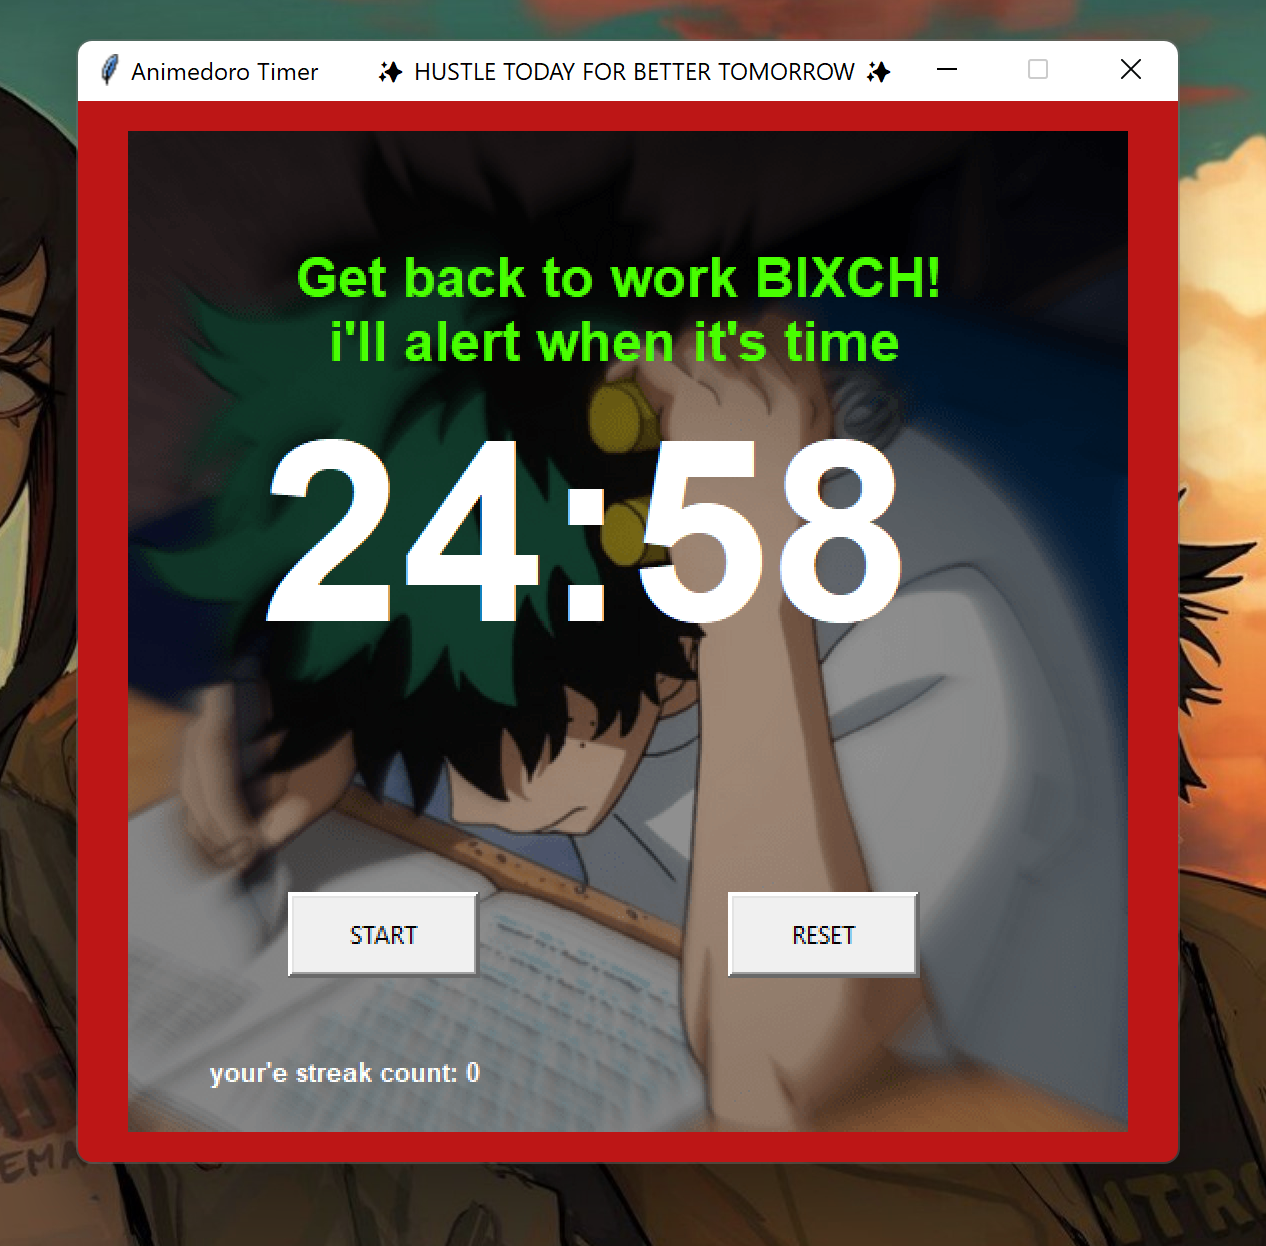 Animedoro Timer ✨ HUSTLE TODAY FOR BETTER TOMORROW ✨
Get back to work BIXCH!
i'll alert when it's time
24:58
START RESET
your'e streak count: 0